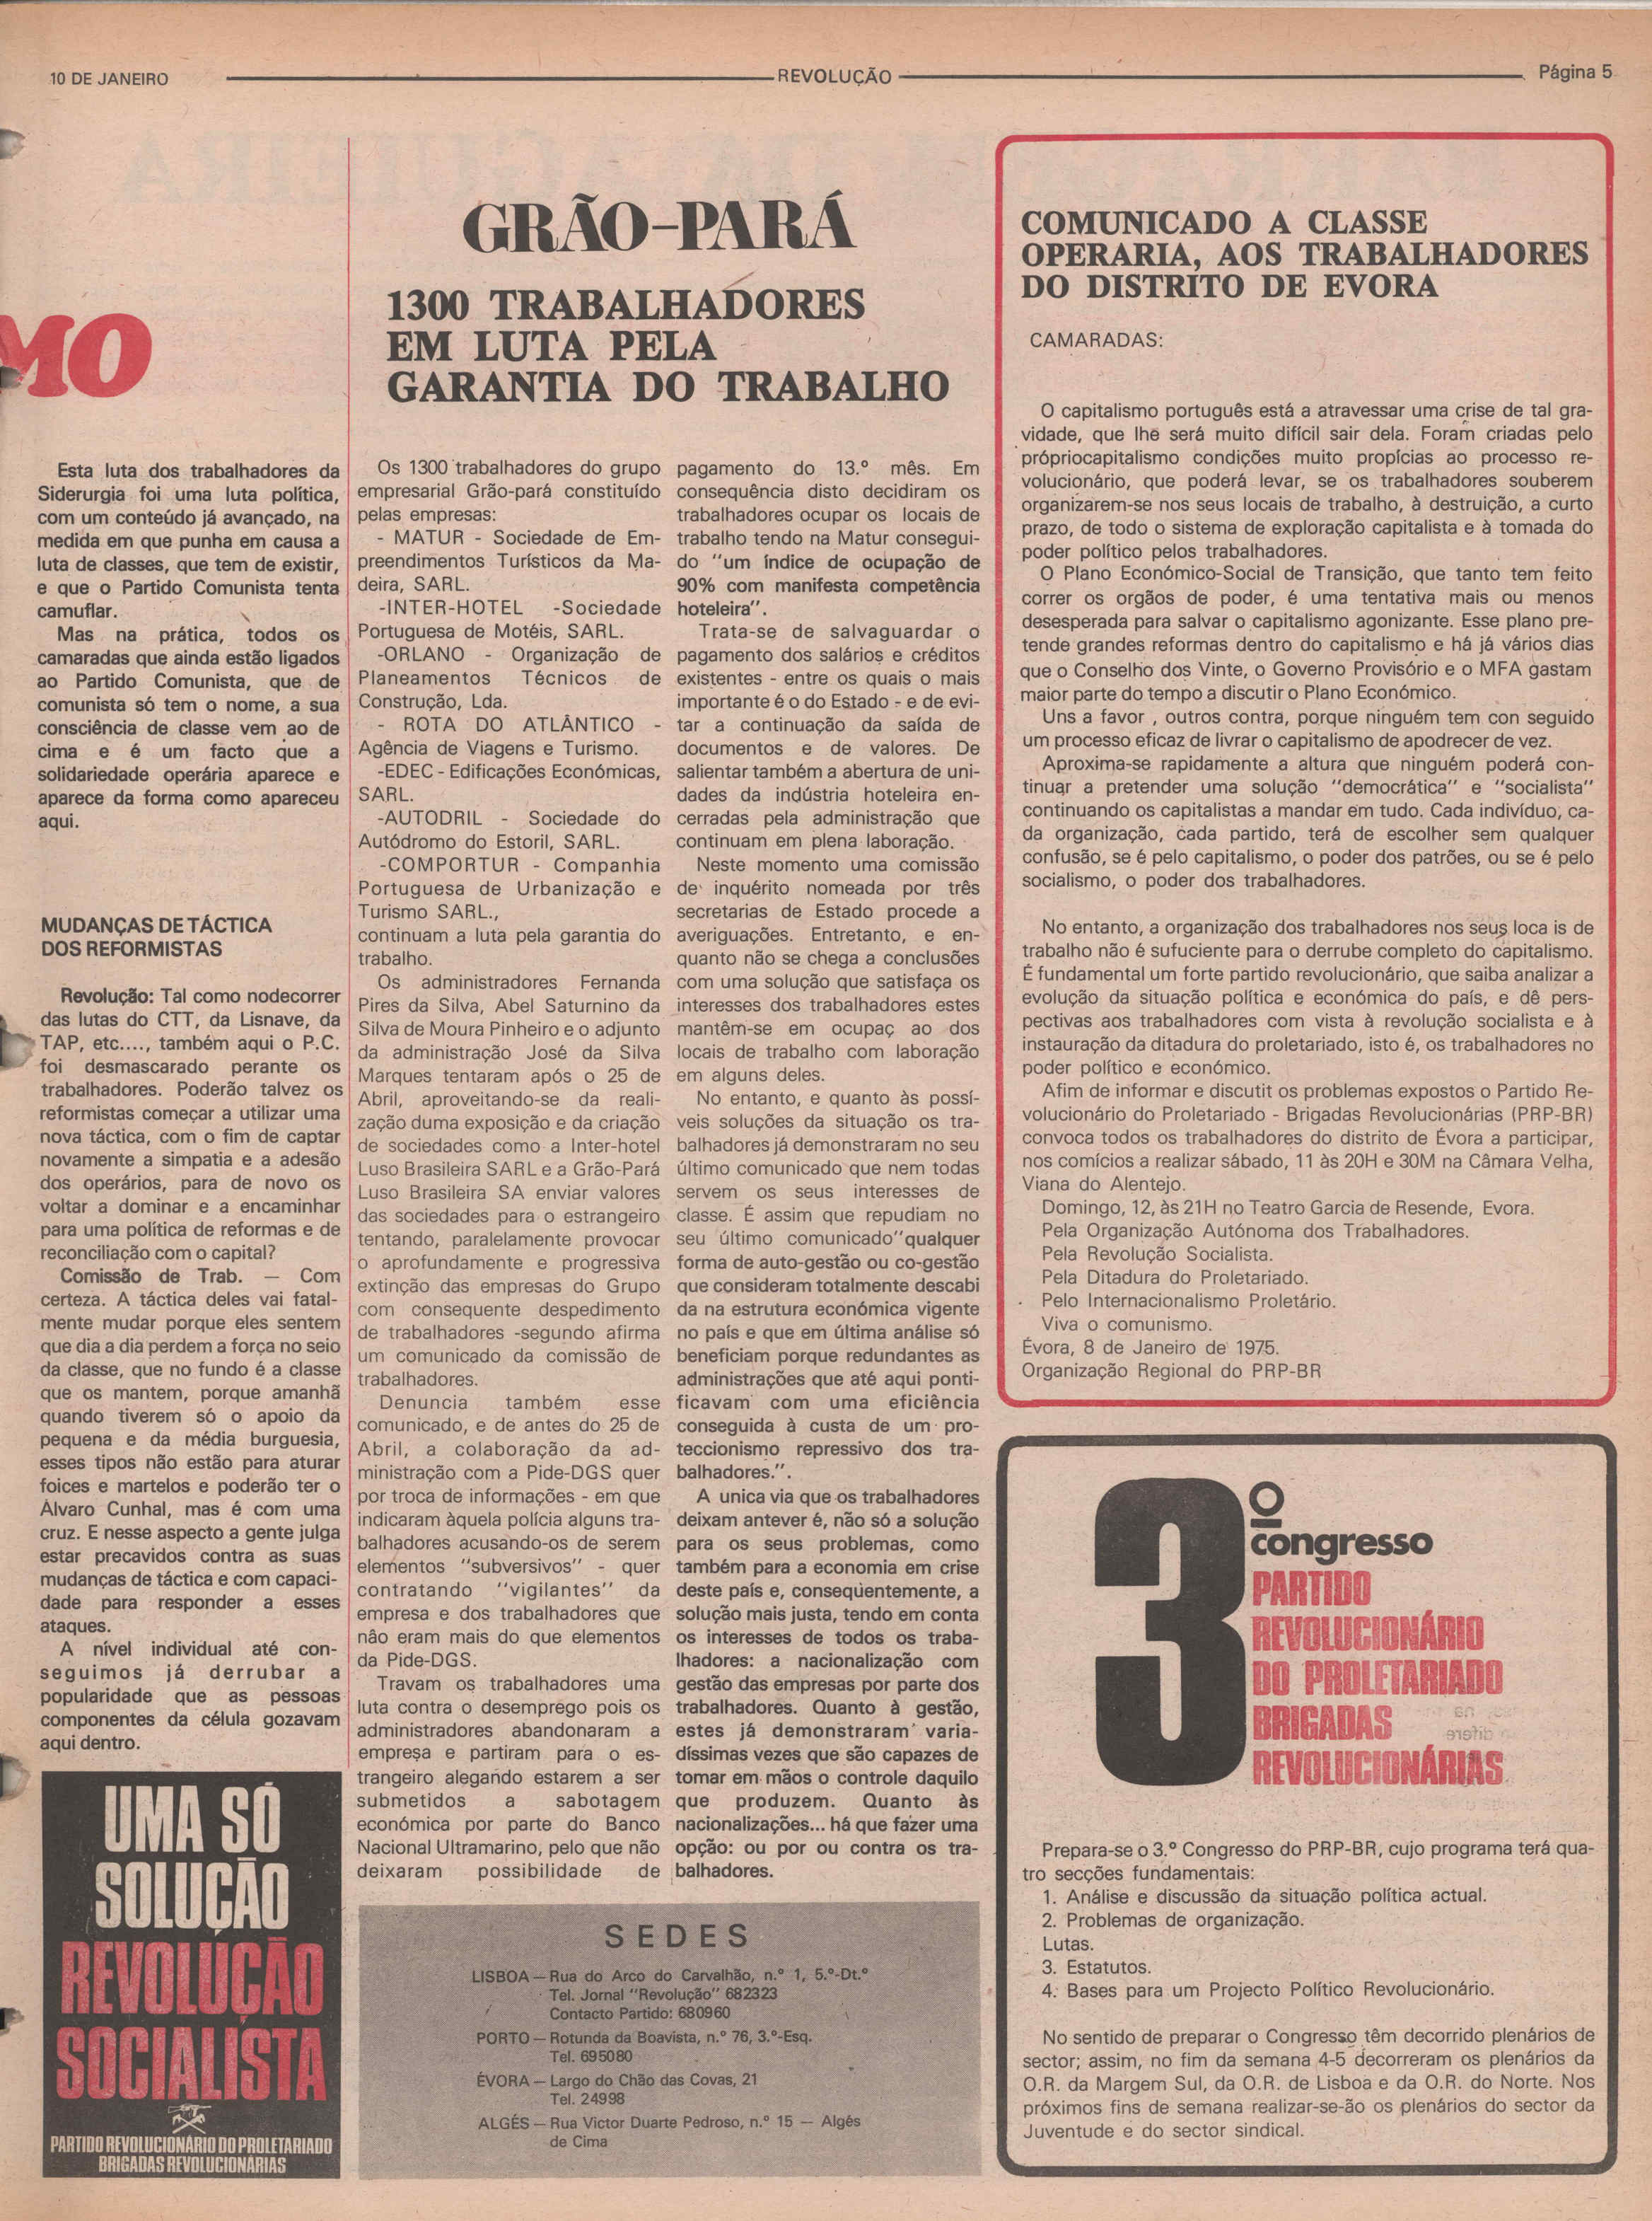 10 DE JANEIRO
REVOLUÇÃO
Página 5
MO
Esta luta dos trabalhadores da
Siderurgia foi uma luta política,
com um conteúdo já avançado, na
medida em que punha em causa a
luta de classes, que tem de existir,
e que o Partido Comunista tenta
camuflar.
Mas na prática, todos os
camaradas que ainda estão ligados
ao Partido Comunista, que de
comunista só tem o nome, a sua
consciência de classe vem ao de
cima e é um facto que a
solidariedade operária aparece e
aparece da forma como apareceu
aqui.
MUDANÇAS DE TÁCTICA
DOS REFORMISTAS
Revolução: Tal como nodecorrer
das lutas do CTT, da Lisnave, da
TAP, etc...., também aqui o P.C.
foi desmascarado perante os
trabalhadores. Poderão talvez os
reformistas começar a utilizar uma
nova táctica, com o fim de captar
novamente a simpatia e a adesão
dos operários, para de novo os
voltar a dominar e a encaminhar
para uma política de reformas e de
reconciliação com o capital?
Comissão de Trab. — Com
certeza. A táctica deles vai fatal-
mente mudar porque eles sentem
que dia a dia perdem a força no seio
da classe, que no fundo é a classe
que os mantem, porque amanhã
quando tiverem só o apoio da
pequena e da média burguesia,
esses tipos não estão para aturar
foices e martelos e poderão ter o
Álvaro Cunhal, mas é com uma
cruz. E nesse aspecto a gente julga
estar precavidos contra as suas
mudanças de táctica e com capaci-
dade para responder a esses
ataques.
A nível individual até con-
seguimos já derrubar a
popularidade que as pessoas
componentes da célula gozavam
aqui dentro.
UMA SÓ
SOLUÇÃO
REVOLUÇÃO
SOCIALISTA
PARTIDO REVOLUCIONÁRIO DO PROLETARIADO
BRIGADAS REVOLUCIONARIAS
GRÃO-PARÁ
1300 TRABALHADORES
EM LUTA PELA
GARANTIA DO TRABALHO
Os 1300 trabalhadores do grupo
empresarial Grão-pará constituído
pelas empresas:
- MATUR - Sociedade de Em-
preendimentos Turísticos da Ma-
deira, SARL.
-INTER-HOTEL -Sociedade
Portuguesa de Motéis, SARL.
-ORLANO - Organização de
Planeamentos Técnicos de
Construção, Lda.
- ROTA DO ATLÂNTICO -
Agência de Viagens e Turismo.
-EDEC - Edificações Económicas,
SARL.
-AUTODRIL - Sociedade do
Autódromo do Estoril, SARL.
-COMPORTUR - Companhia
Portuguesa de Urbanização e
Turismo SARL.,
continuam a luta pela garantia do
trabalho.
Os administradores Fernanda
Pires da Silva, Abel Saturnino da
Silva de Moura Pinheiro e o adjunto
da administração José da Silva
Marques tentaram após o 25 de
Abril, aproveitando-se da reali-
zação duma exposição e da criação
de sociedades como a Inter-hotel
Luso Brasileira SARL e a Grão-Pará
Luso Brasileira SA enviar valores
das sociedades para o estrangeiro
tentando, paralelamente provocar
o aprofundamente e progressiva
extinção das empresas do Grupo
com consequente despedimento
de trabalhadores -segundo afirma
um comunicado da comissão de
trabalhadores.
Denuncia também esse
comunicado, e de antes do 25 de
Abril, a colaboração da ad-
ministração com a Pide-DGS quer
por troca de informações - em que
indicaram àquela polícia alguns tra-
balhadores acusando-os de serem
elementos "subversivos" - quer
contratando "vigilantes" da
empresa e dos trabalhadores que
nâo eram mais do que elementos
da Pide-DGS.
Travam os trabalhadores uma
luta contra o desemprego pois os
administradores abandonaram a
empresa e partiram para o es-
trangeiro alegando estarem a ser
submetidos a sabotagem
económica por parte do Banco
Nacional Ultramarino, pelo que não
deixaram possibilidade de
pagamento do 13.º mês. Em
consequência disto decidiram os
trabalhadores ocupar os locais de
trabalho tendo na Matur consegui-
do "um índice de ocupação de
90% com manifesta competência
hoteleira".
Trata-se de salvaguardar o
pagamento dos salários e créditos
existentes - entre os quais o mais
importante é o do Estado - e de evi-
tar a continuação da saída de
documentos e de valores. De
salientar também a abertura de uni-
dades da indústria hoteleira en-
cerradas pela administração que
continuam em plena laboração.
Neste momento uma comissão
de inquérito nomeada por três
secretarias de Estado procede a
averiguações. Entretanto, e en-
quanto não se chega a conclusões
com uma solução que satisfaça os
interesses dos trabalhadores estes
mantêm-se em ocupaç ao dos
locais de trabalho com laboração
em alguns deles.
No entanto, e quanto às possí-
veis soluções da situação os tra-
balhadores já demonstraram no seu
último comunicado que nem todas
servem os seus interesses de
classe. É assim que repudiam no
seu último comunicado"qualquer
forma de auto-gestão ou co-gestão
que consideram totalmente descabi
da na estrutura económica vigente
no país e que em última análise só
beneficiam porque redundantes as
administrações que até aqui ponti-
ficavam com uma eficiência
conseguida à custa de um pro-
teccionismo repressivo dos tra-
balhadores.".
A unica via que os trabalhadores
deixam antever é, não só a solução
para os seus problemas, como
também para a economia em crise
deste país e, consequentemente, a
solução mais justa, tendo em conta
os interesses de todos os traba-
lhadores: a nacionalização com
gestão das empresas por parte dos
trabalhadores. Quanto à gestão,
estes já demonstraram varia-
díssimas vezes que são capazes de
tomar em mãos o controle daquilo
que produzem. Quanto às
nacionalizações... há que fazer uma
opção: ou por ou contra os tra-
balhadores.
SEDES
LISBOA — Rua do Arco do Carvalhão, n.º 1, 5.º-Dt.º
Tel. Jornal "Revolução" 682323
Contacto Partido: 680960
PORTO — Rotunda da Boavista, n.º 76, 3.º-Esq.
Tel. 695080
ÉVORA — Largo do Chão das Covas, 21
Tel. 24998
ALGÉS — Rua Victor Duarte Pedroso, n.º 15 — Algés
de Cima
COMUNICADO A CLASSE
OPERARIA, AOS TRABALHADORES
DO DISTRITO DE EVORA
CAMARADAS:
O capitalismo português está a atravessar uma crise de tal gra-
vidade, que lhe será muito difícil sair dela. Foram criadas pelo
própriocapitalismo condições muito propícias ao processo re-
volucionário, que poderá levar, se os trabalhadores souberem
organizarem-se nos seus locais de trabalho, à destruição, a curto
prazo, de todo o sistema de exploração capitalista e à tomada do
poder político pelos trabalhadores.
O Plano Económico-Social de Transição, que tanto tem feito
correr os orgãos de poder, é uma tentativa mais ou menos
desesperada para salvar o capitalismo agonizante. Esse plano pre-
tende grandes reformas dentro do capitalismo e há já vários dias
que o Conselho dos Vinte, o Governo Provisório e o MFA gastam
maior parte do tempo a discutir o Plano Económico.
Uns a favor , outros contra, porque ninguém tem con seguido
um processo eficaz de livrar o capitalismo de apodrecer de vez.
Aproxima-se rapidamente a altura que ninguém poderá con-
tinuar a pretender uma solução "democrática" e "socialista"
continuando os capitalistas a mandar em tudo. Cada indivíduo, ca-
da organização, cada partido, terá de escolher sem qualquer
confusão, se é pelo capitalismo, o poder dos patrões, ou se é pelo
socialismo, o poder dos trabalhadores.
No entanto, a organização dos trabalhadores nos seus loca is de
trabalho não é sufuciente para o derrube completo do capitalismo.
É fundamental um forte partido revolucionário, que saiba analizar a
evolução da situação política e económica do país, e dê pers-
pectivas aos trabalhadores com vista à revolução socialista e à
instauração da ditadura do proletariado, isto é, os trabalhadores no
poder político e económico.
Afim de informar e discutit os problemas expostos o Partido Re-
volucionário do Proletariado - Brigadas Revolucionárias (PRP-BR)
convoca todos os trabalhadores do distrito de Évora a participar,
nos comícios a realizar sábado, 11 às 20H e 30M na Câmara Velha,
Viana do Alentejo.
Domingo, 12, às 21H no Teatro Garcia de Resende, Evora.
Pela Organização Autónoma dos Trabalhadores.
Pela Revolução Socialista.
Pela Ditadura do Proletariado.
Pelo Internacionalismo Proletário.
Viva o comunismo.
Évora, 8 de Janeiro de 1975.
Organização Regional do PRP-BR
3º
congresso
PARTIDO
REVOLUCIONÁRIO
DO PROLETARIADO
BRIGADAS
REVOLUCIONÁRIAS
Prepara-se o 3.º Congresso do PRP-BR, cujo programa terá qua-
tro secções fundamentais:
1. Análise e discussão da situação política actual.
2. Problemas de organização.
Lutas.
3. Estatutos.
4. Bases para um Projecto Político Revolucionário.
No sentido de preparar o Congresso têm decorrido plenários de
sector; assim, no fim da semana 4-5 decorreram os plenários da
O.R. da Margem Sul, da O.R. de Lisboa e da O.R. do Norte. Nos
próximos fins de semana realizar-se-ão os plenários do sector da
Juventude e do sector sindical.